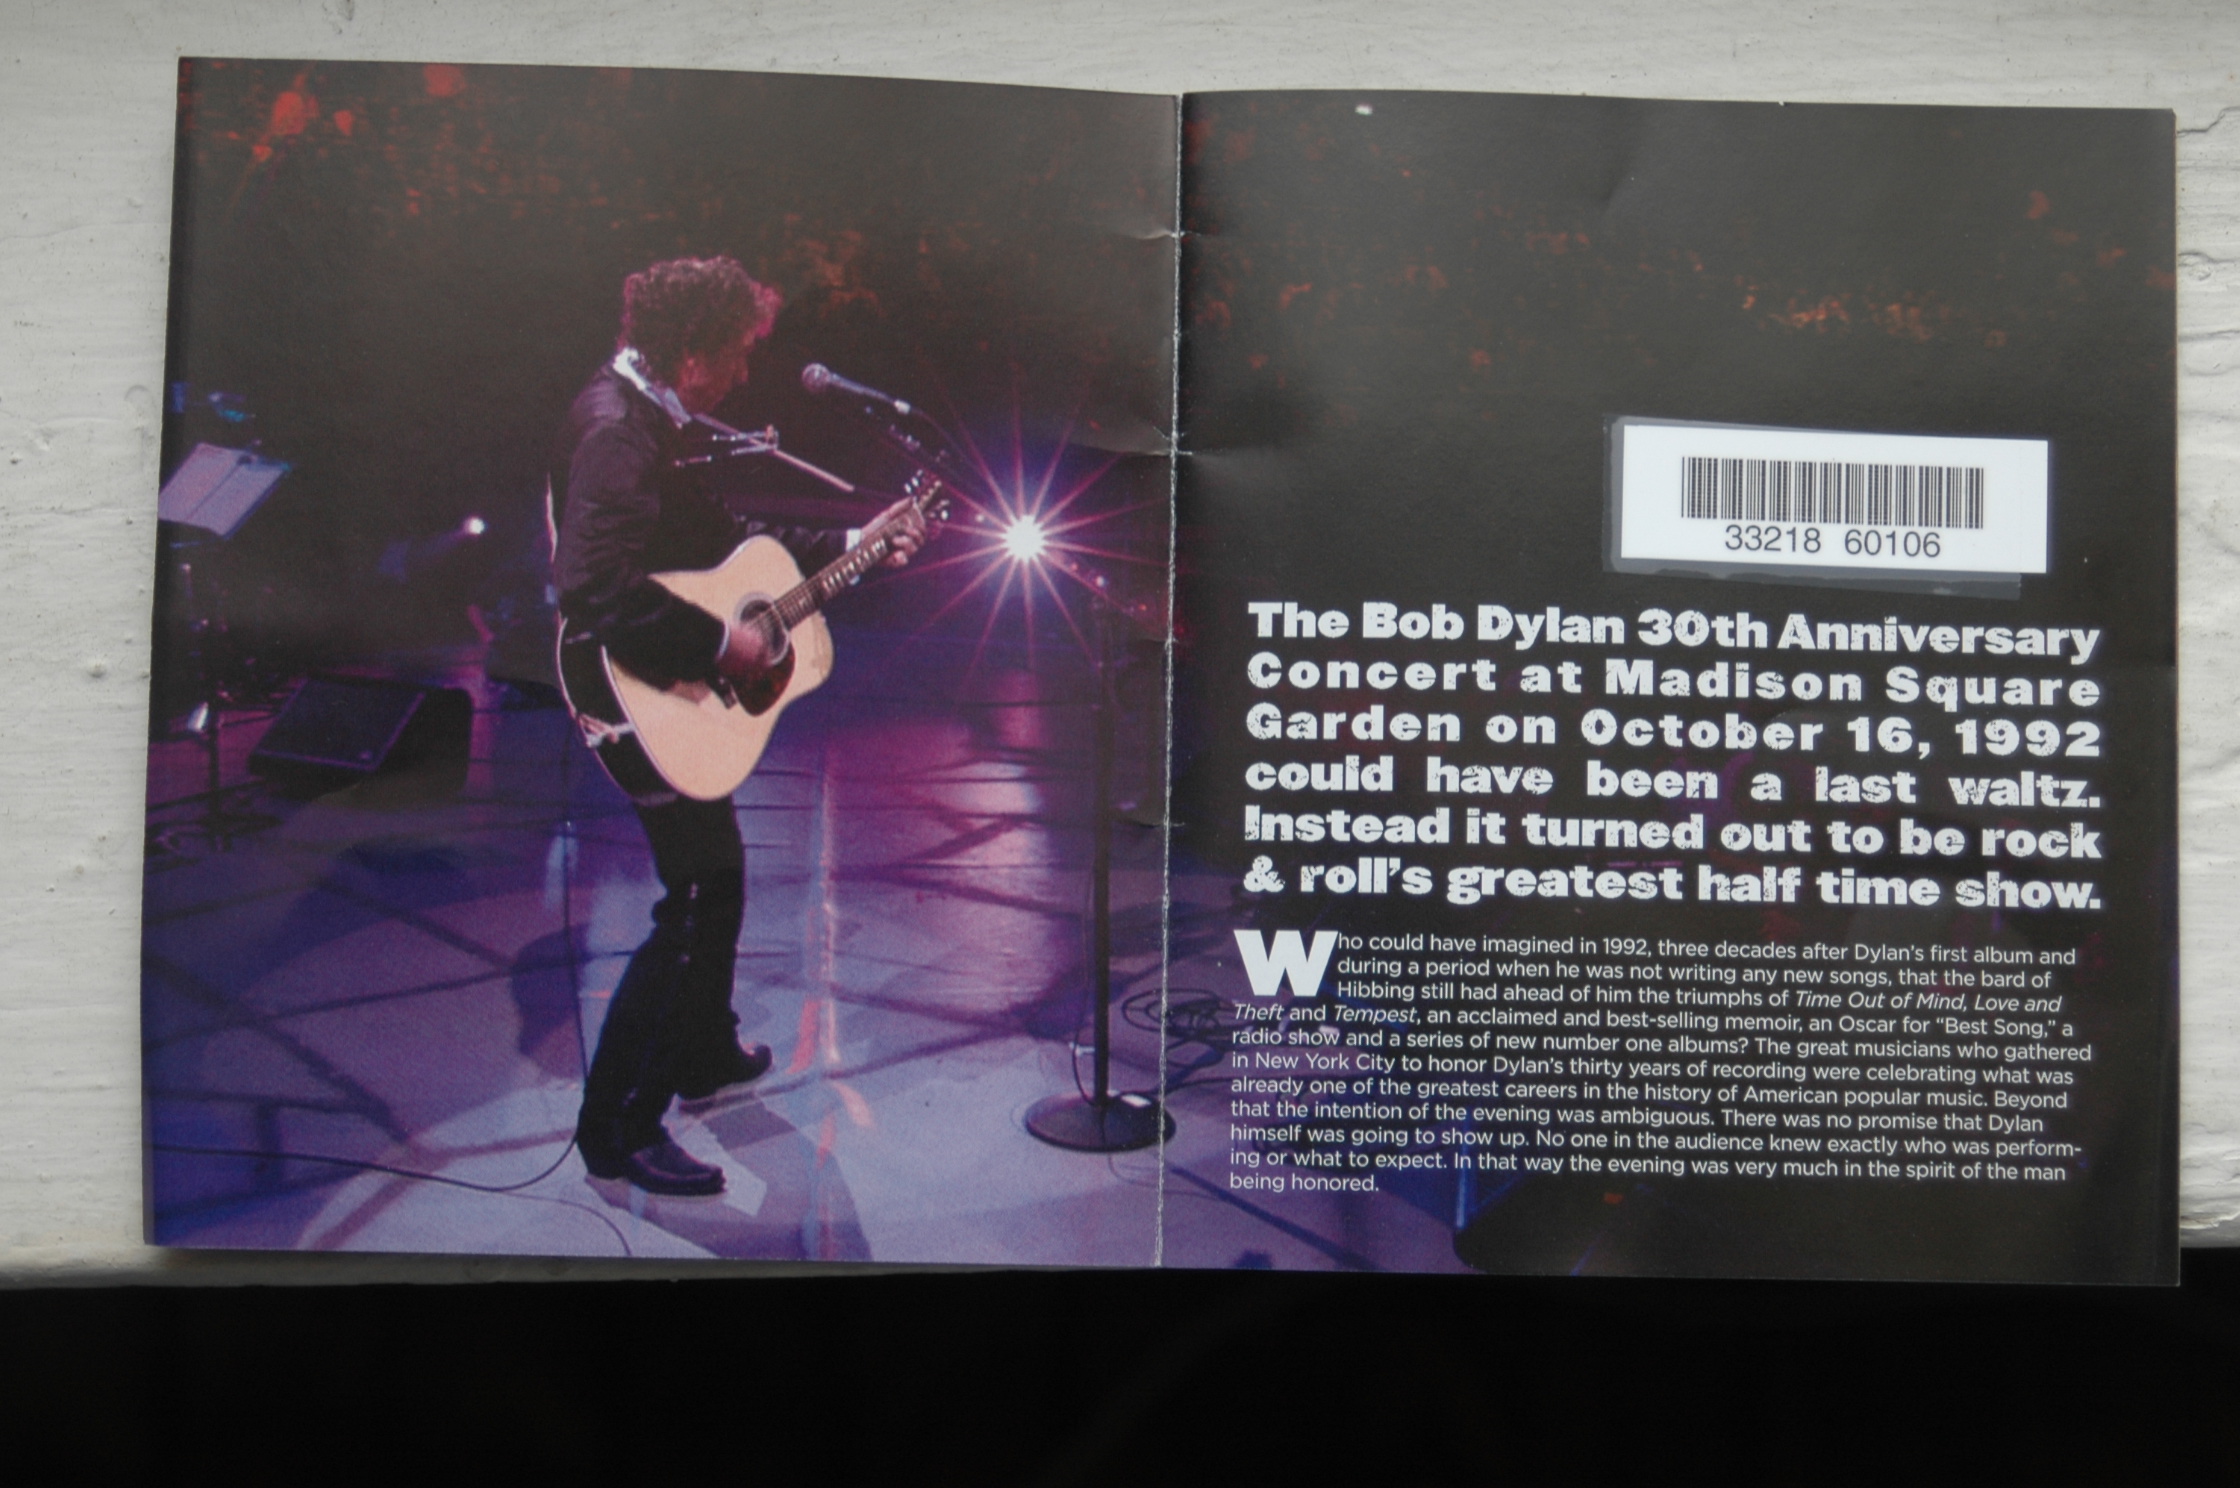 33218 60106
The Bob Dylan 30th Anniversary
Concert at Madison Square
Garden on October 16, 1992
could have been a last waltz.
Instead it turned out to be rock
& roll's greatest half time show.
Who could have imagined in 1992, three decades after Dylan's first album and
during a period when he was not writing any new songs, that the bard of
Hibbing still had ahead of him the triumphs of Time Out of Mind, Love and
Theft and Tempest, an acclaimed and best-selling memoir, an Oscar for “Best Song,” a
radio show and a series of new number one albums? The great musicians who gathered
in New York City to honor Dylan's thirty years of recording were celebrating what was
already one of the greatest careers in the history of American popular music. Beyond
that the intention of the evening was ambiguous. There was no promise that Dylan
himself was going to show up. No one in the audience knew exactly who was perform-
ing or what to expect. In that way the evening was very much in the spirit of the man
being honored.